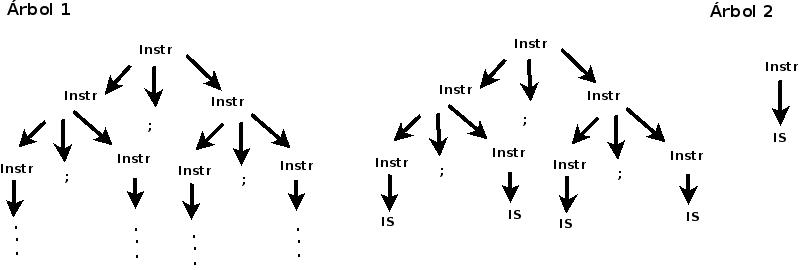 Árbol 1
Árbol 2
Instr
Instr
;
Instr
Instr
;
Instr
Instr
;
Instr
.
.
.
.
.
.
.
.
.
.
.
.
Instr
Instr
;
Instr
Instr
;
Instr
Instr
;
Instr
IS
IS
IS
IS
Instr
IS